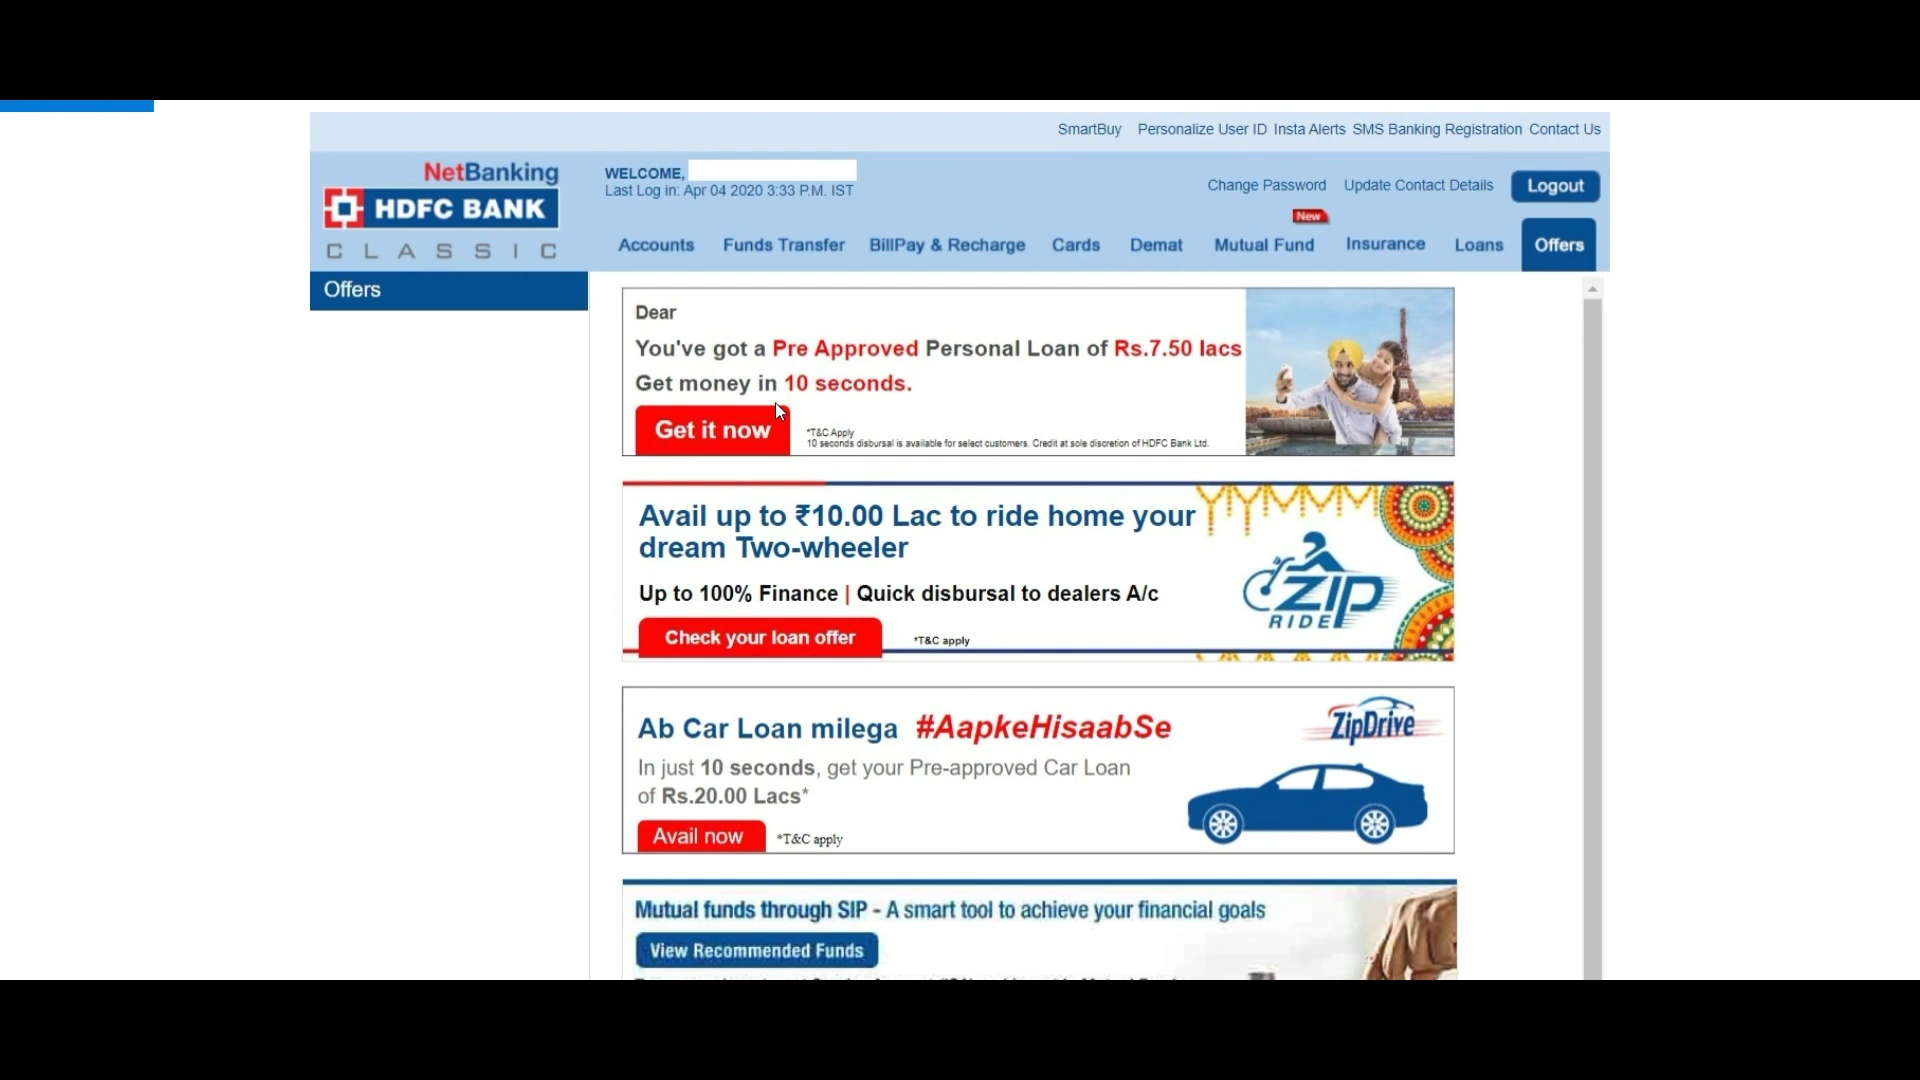 SmartBuy Personalize User ID Insta Alerts SMS Banking Registration Contact Us
NetBanking
HDFC BANK
CLASSIC
WELCOME,
Last Log in: Apr 04 2020 3:33 P.M. IST
Change Password Update Contact Details Logout
New
Accounts Funds Transfer BillPay & Recharge Cards Demat Mutual Fund Insurance Loans Offers
Offers
Dear
You've got a Pre Approved Personal Loan of Rs.7.50 lacs
Get money in 10 seconds.
Get it now
*T&C Apply
10 seconds disbursal is available for select customers. Credit at sole discretion of HDFC Bank Ltd.
Avail up to ₹10.00 Lac to ride home your
dream Two-wheeler
Up to 100% Finance | Quick disbursal to dealers A/c
Check your loan offer *T&C apply
ZIP
RIDE
Ab Car Loan milega #AapkeHisaabSe
In just 10 seconds, get your Pre-approved Car Loan
of Rs.20.00 Lacs*
Avail now *T&C apply
ZipDrive
Mutual funds through SIP - A smart tool to achieve your financial goals
View Recommended Funds